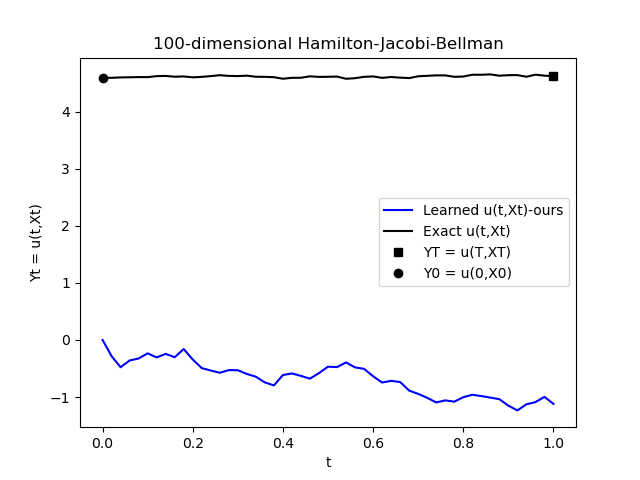 100-dimensional Hamilton-Jacobi-Bellman
Yt = u(t,Xt)
4
3
2
1
0
−1
Learned u(t,Xt)-ours
Exact u(t,Xt)
YT = u(T,XT)
Y0 = u(0,X0)
0.0 0.2 0.4 0.6 0.8 1.0
t